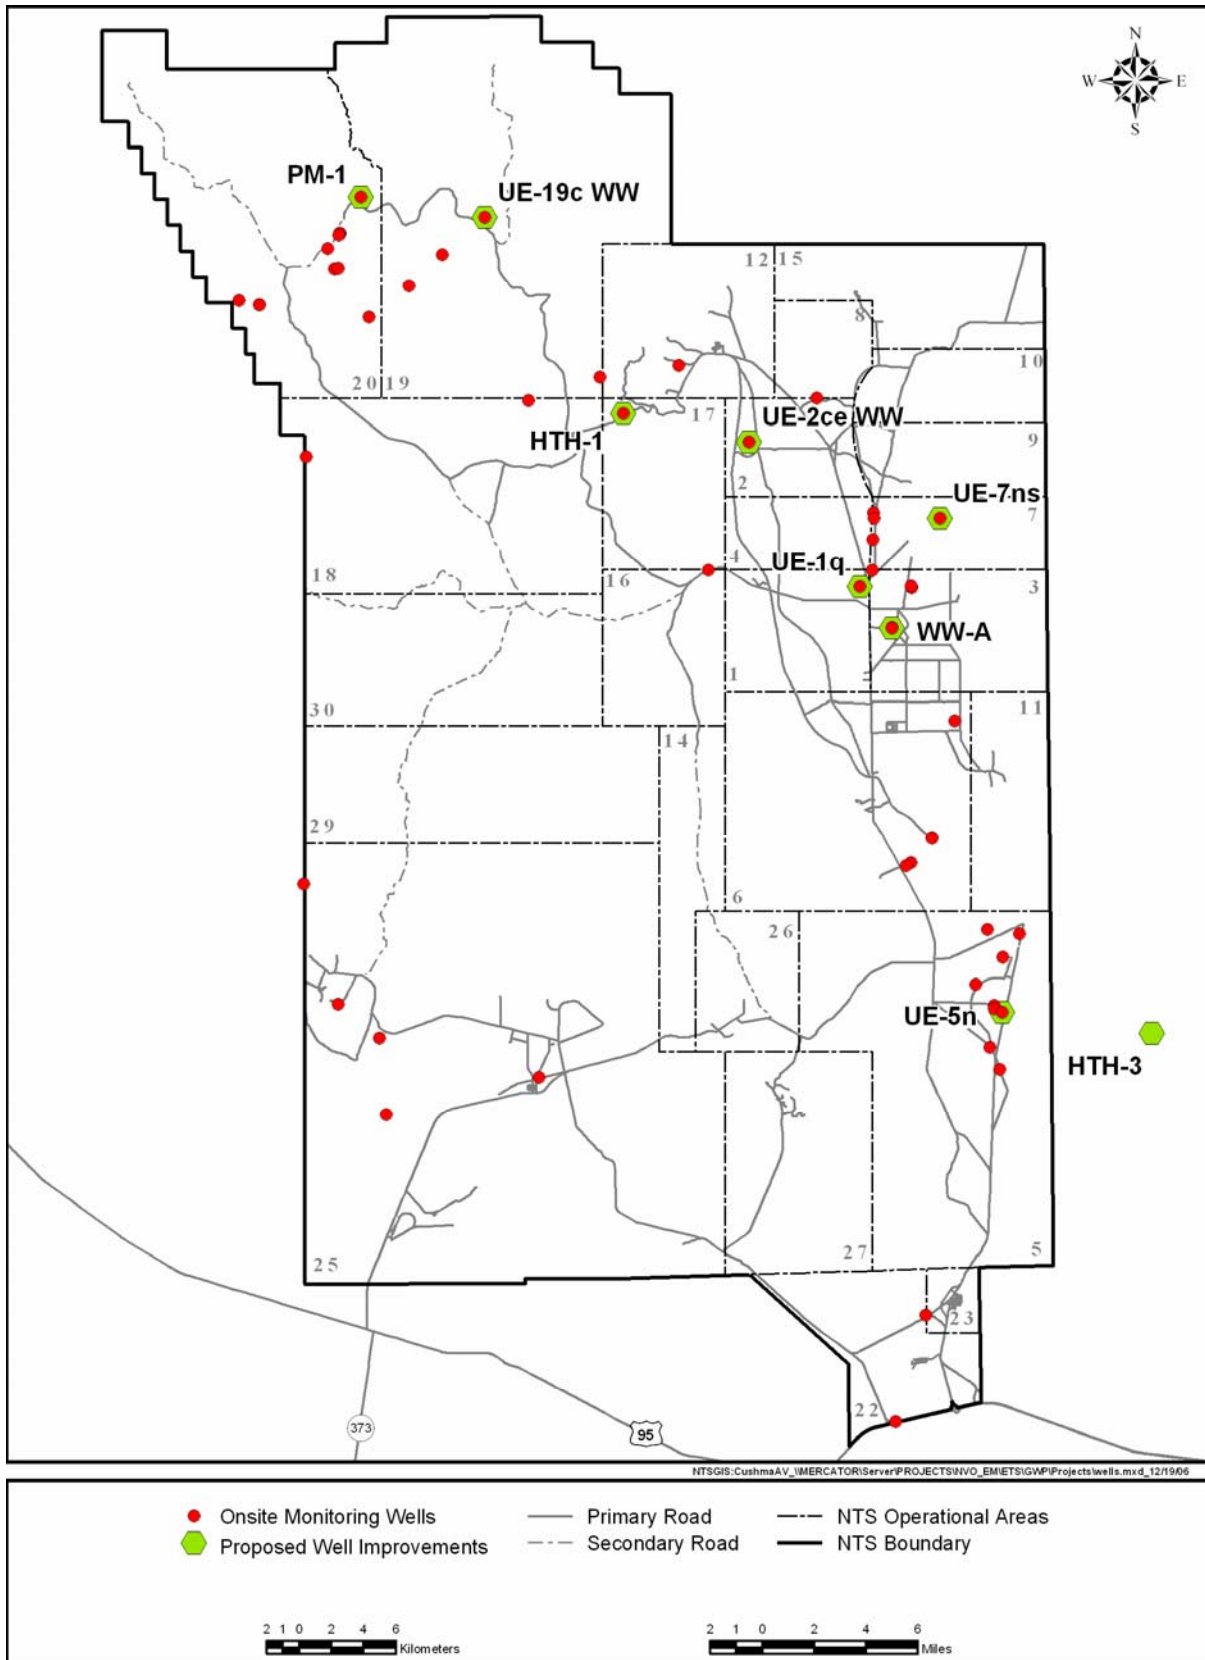 N
W E
S
PM-1
UE-19c WW
12 15
8
10
20 19
17
UE-2ce WW
HTH-1
9
2
UE-7ns
7
4
UE-1q
18
16
3
WW-A
1
30
11
14
29
6
26
UE-5n
HTH-3
25
27
5
23
22
373
95
NTSGIS:CushmaAV_\\MERCATOR\Server\PROJECTS\NVO_EM\ETS\GWP\Projects\wells.mxd_12/19/06
Onsite Monitoring Wells Primary Road NTS Operational Areas
Proposed Well Improvements Secondary Road NTS Boundary
2 1 0 2 4 6
Kilometers
2 1 0 2 4 6
Miles